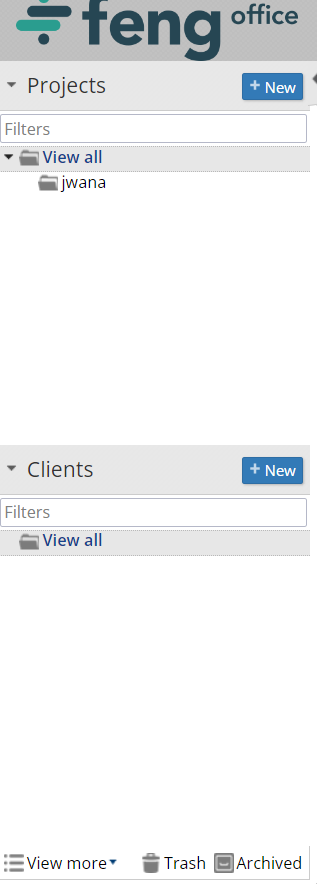 feng office
Projects
+ New
Filters
View all
jwana
Clients
+ New
Filters
View all
View more Trash Archived